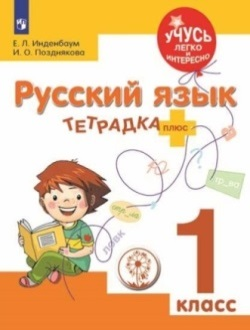 Е. Л. Инденбаум
И. О. Позднякова
УЧУСЬ
ЛЕГКО И
ИНТЕРЕСНО
Русский язык
ТЕТРАДКА
ПЛЮС
1
КЛАСС